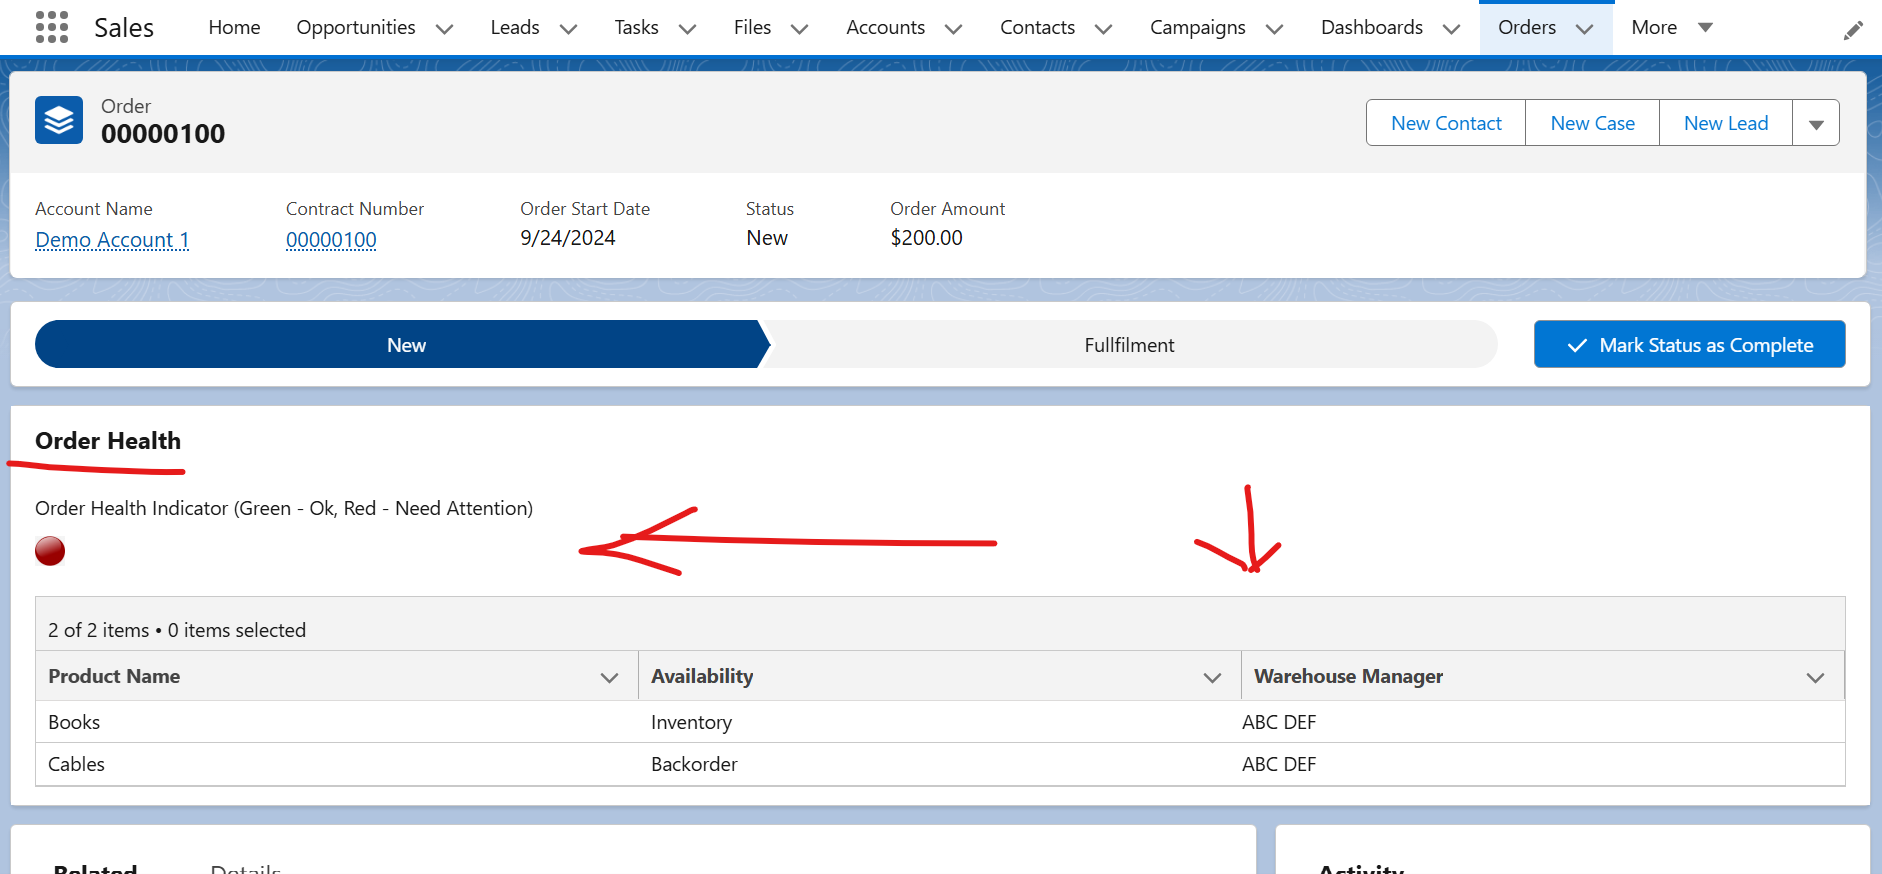 Sales Home Opportunities Leads Tasks Files Accounts Contacts Campaigns Dashboards Orders More
Order
00000100
New Contact New Case New Lead
Account Name Contract Number Order Start Date Status Order Amount
Demo Account 1 00000100 9/24/2024 New $200.00
New Fullfilment Mark Status as Complete
Order Health
Order Health Indicator (Green - Ok, Red - Need Attention)
2 of 2 items • 0 items selected
Product Name Availability Warehouse Manager
Books Inventory ABC DEF
Cables Backorder ABC DEF
Related Details Activity